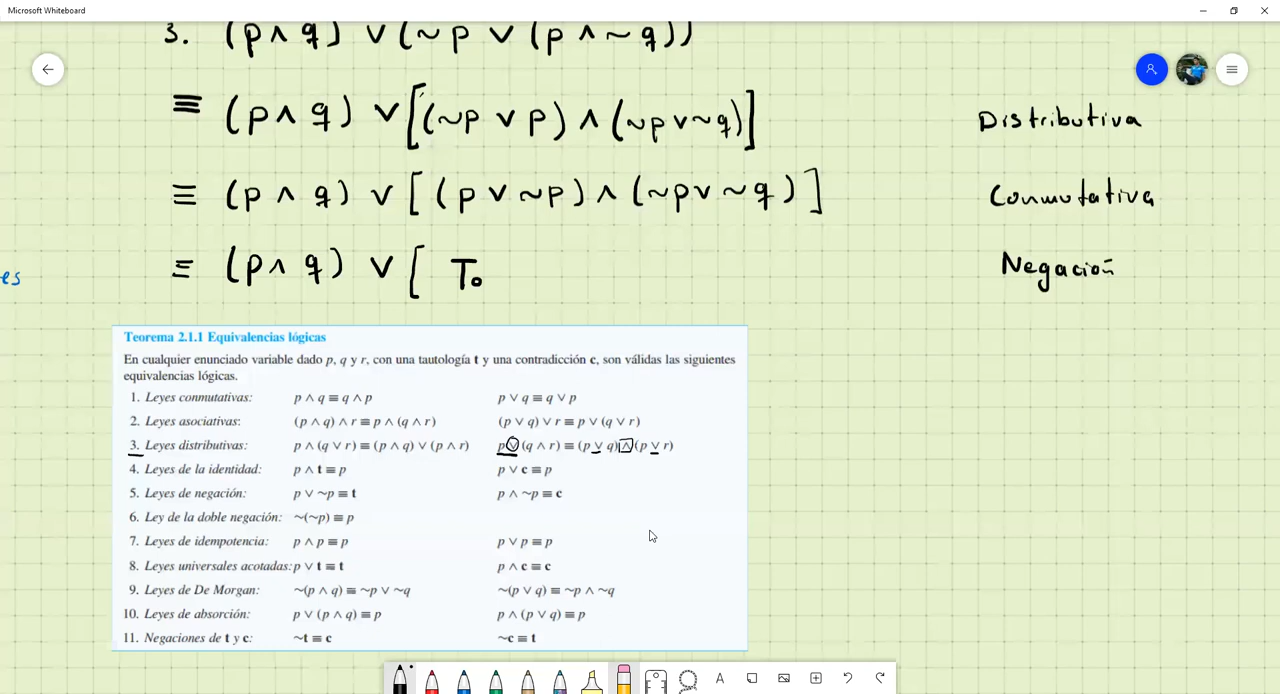 Microsoft Whiteboard
3. (p ∧ q) ∨ (~p ∨ (p ∧ ~q))
≡ (p ∧ q) ∨ [(~p ∨ p) ∧ (~p ∨ ~q)] Distributiva
≡ (p ∧ q) ∨ [(p ∨ ~p) ∧ (~p ∨ ~q)] Conmutativa
≡ (p ∧ q) ∨ [ T₀ Negación
es
Teorema 2.1.1 Equivalencias lógicas
En cualquier enunciado variable dado p, q y r, con una tautología t y una contradicción c, son válidas las siguientes
equivalencias lógicas.
1. Leyes conmutativas: p ∧ q ≡ q ∧ p p ∨ q ≡ q ∨ p
2. Leyes asociativas: (p ∧ q) ∧ r ≡ p ∧ (q ∧ r) (p ∨ q) ∨ r ≡ p ∨ (q ∨ r)
3. Leyes distributivas: p ∧ (q ∨ r) ≡ (p ∧ q) ∨ (p ∧ r) p ∨ (q ∧ r) ≡ (p ∨ q) ∧ (p ∨ r)
4. Leyes de la identidad: p ∧ t ≡ p p ∨ c ≡ p
5. Leyes de negación: p ∨ ~p ≡ t p ∧ ~p ≡ c
6. Ley de la doble negación: ~(~p) ≡ p
7. Leyes de idempotencia: p ∧ p ≡ p p ∨ p ≡ p
8. Leyes universales acotadas: p ∨ t ≡ t p ∧ c ≡ c
9. Leyes de De Morgan: ~(p ∧ q) ≡ ~p ∨ ~q ~(p ∨ q) ≡ ~p ∧ ~q
10. Leyes de absorción: p ∨ (p ∧ q) ≡ p p ∧ (p ∨ q) ≡ p
11. Negaciones de t y c: ~t ≡ c ~c ≡ t